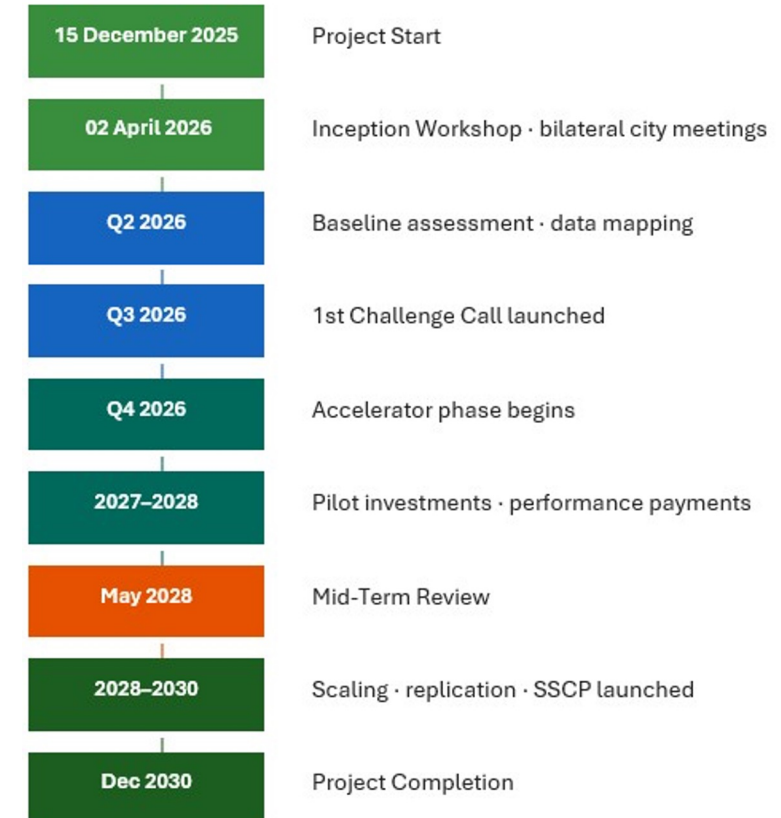 15 December 2025 Project Start
02 April 2026 Inception Workshop · bilateral city meetings
Q2 2026 Baseline assessment · data mapping
Q3 2026 1st Challenge Call launched
Q4 2026 Accelerator phase begins
2027–2028 Pilot investments · performance payments
May 2028 Mid-Term Review
2028–2030 Scaling · replication · SSCP launched
Dec 2030 Project Completion